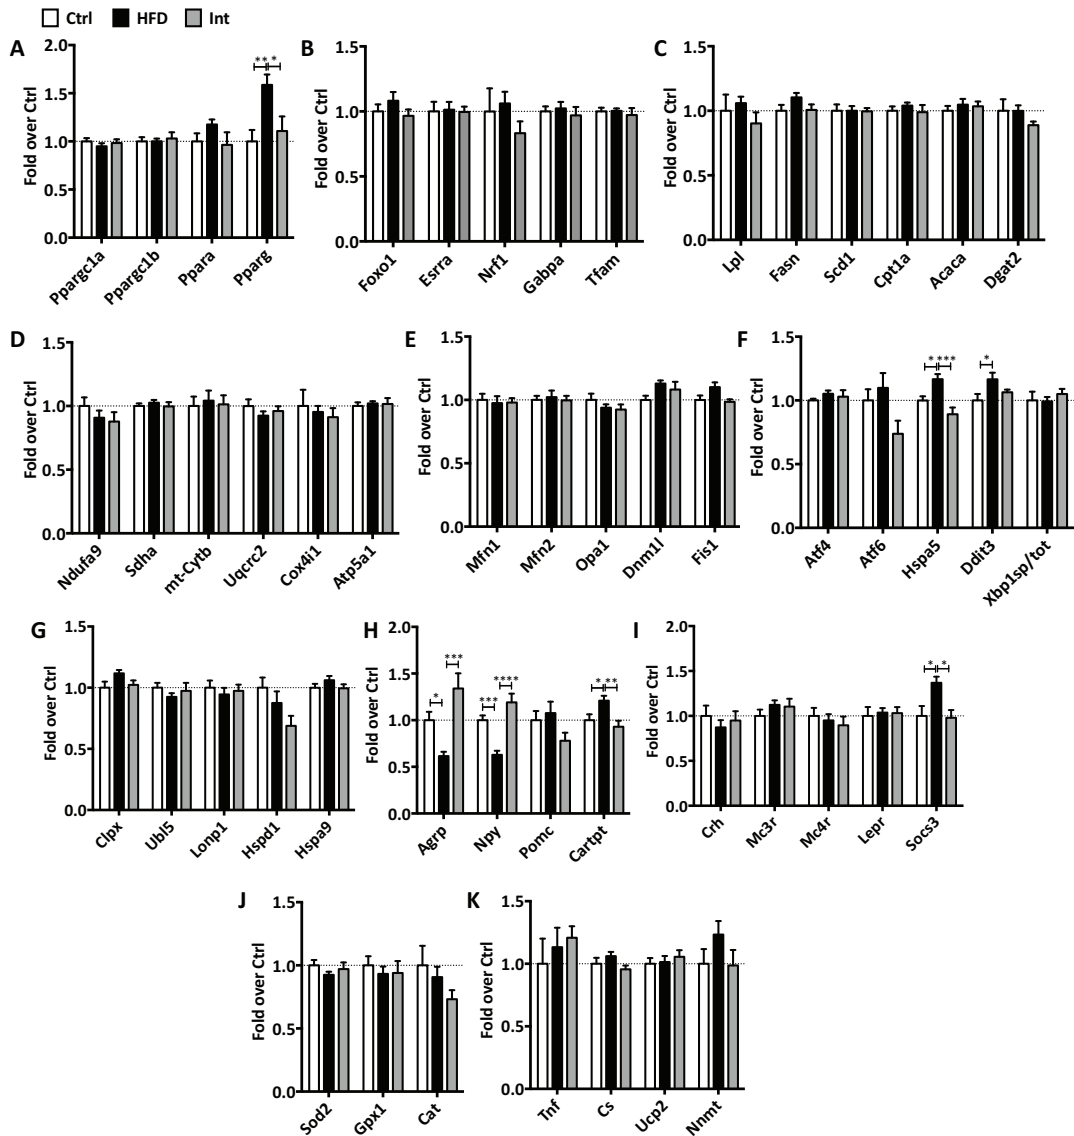 Ctrl HFD Int
A
Fold over Ctrl
2.0
1.5
1.0
0.5
0.0
** *
Ppargc1a Ppargc1b Ppara Pparg
B
Fold over Ctrl
1.5
1.0
0.5
0.0
Foxo1 Esrra Nrf1 Gabpa Tfam
C
Fold over Ctrl
1.5
1.0
0.5
0.0
Lpl Fasn Scd1 Cpt1a Acaca Dgat2
D
Fold over Ctrl
1.5
1.0
0.5
0.0
Ndufa9 Sdha mt-Cytb Uqcrc2 Cox4i1 Atp5a1
E
Fold over Ctrl
1.5
1.0
0.5
0.0
Mfn1 Mfn2 Opa1 Dnm1l Fis1
F
Fold over Ctrl
1.5
1.0
0.5
0.0
* *** *
Atf4 Atf6 Hspa5 Ddit3 Xbp1sp/tot
G
Fold over Ctrl
1.5
1.0
0.5
0.0
Clpx Ubl5 Lonp1 Hspd1 Hspa9
H
Fold over Ctrl
2.0
1.5
1.0
0.5
0.0
* *** *** **** * **
Agrp Npy Pomc Cartpt
I
Fold over Ctrl
2.0
1.5
1.0
0.5
0.0
* *
Crh Mc3r Mc4r Lepr Socs3
J
Fold over Ctrl
1.5
1.0
0.5
0.0
Sod2 Gpx1 Cat
K
Fold over Ctrl
1.5
1.0
0.5
0.0
Tnf Cs Ucp2 Nnmt